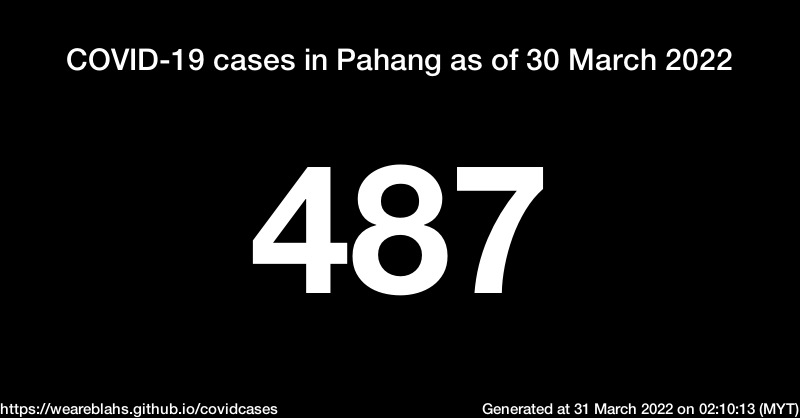 COVID-19 cases in Pahang as of 30 March 2022
487
https://weareblahs.github.io/covidcases
Generated at 31 March 2022 on 02:10:13 (MYT)